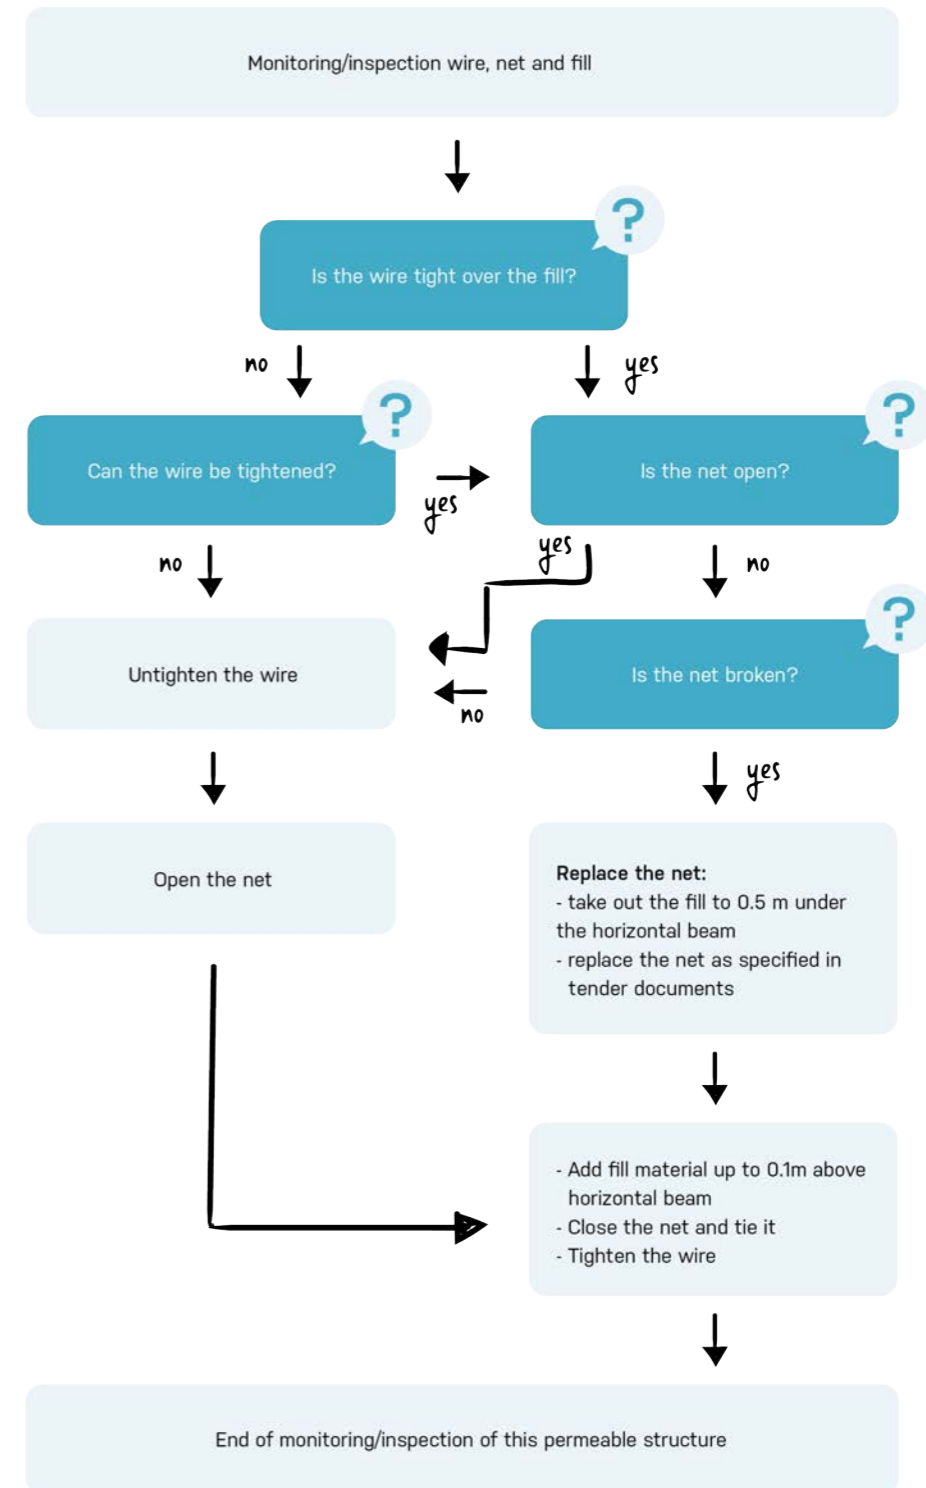 Monitoring/inspection wire, net and fill
?
Is the wire tight over the fill?
no
yes
?
Can the wire be tightened?
yes
?
Is the net open?
no
yes
no
Untighten the wire
?
Is the net broken?
no
yes
Open the net
Replace the net:
- take out the fill to 0.5 m under
the horizontal beam
- replace the net as specified in
tender documents
- Add fill material up to 0.1m above
horizontal beam
- Close the net and tie it
- Tighten the wire
End of monitoring/inspection of this permeable structure